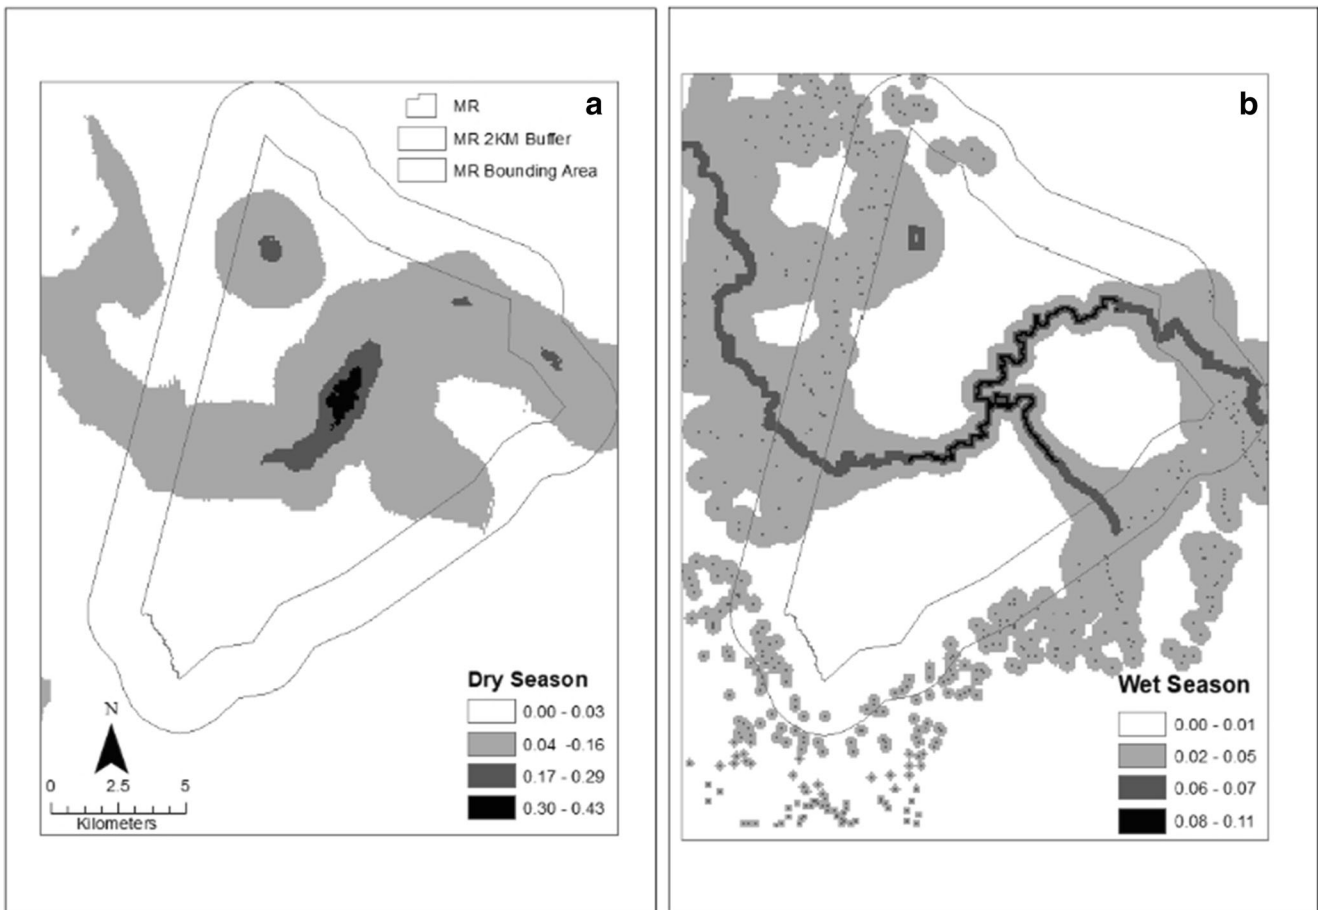 a
MR
MR 2KM Buffer
MR Bounding Area
Dry Season
0.00 - 0.03
0.04 -0.16
0.17 - 0.29
0.30 - 0.43
N
0 2.5 5
Kilometers
b
Wet Season
0.00 - 0.01
0.02 - 0.05
0.06 - 0.07
0.08 - 0.11